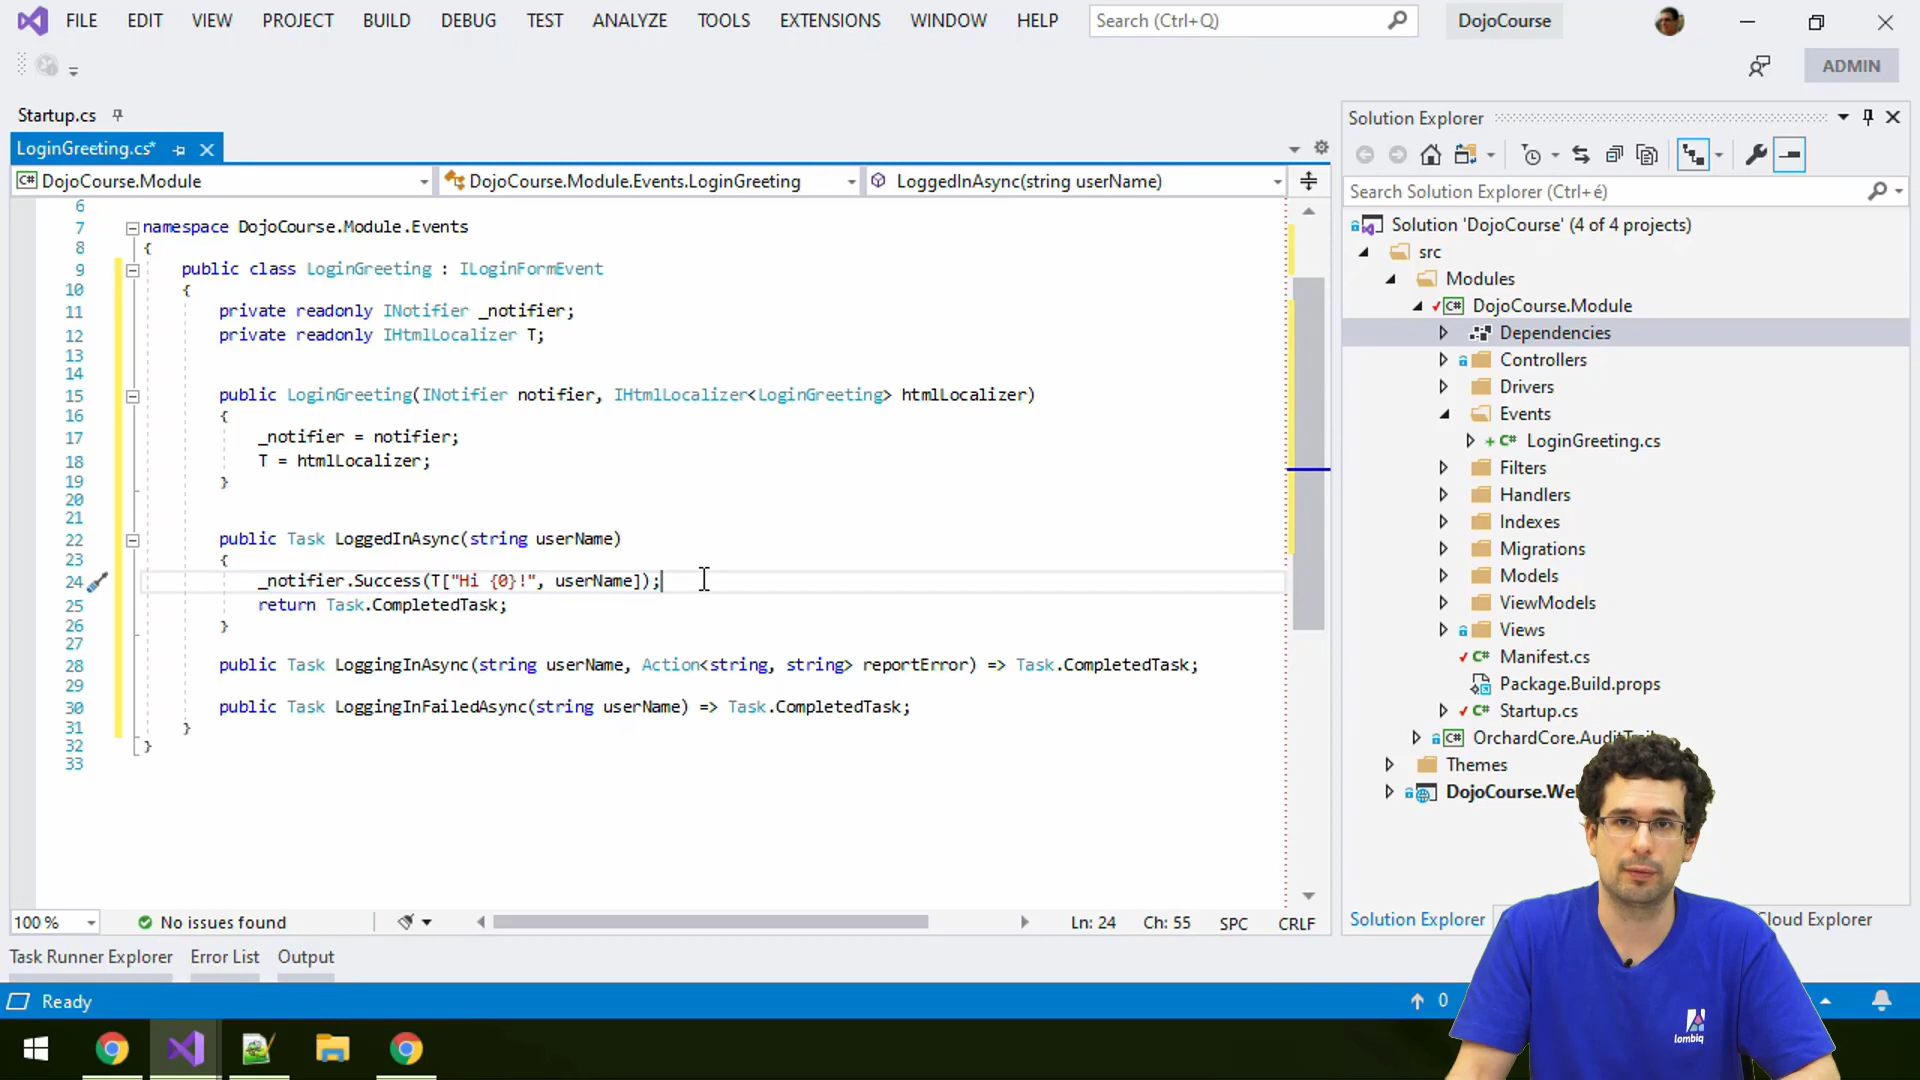 FILE EDIT VIEW PROJECT BUILD DEBUG TEST ANALYZE TOOLS EXTENSIONS WINDOW HELP Search (Ctrl+Q) DojoCourse
ADMIN
Startup.cs
LoginGreeting.cs*
DojoCourse.Module DojoCourse.Module.Events.LoginGreeting LoggedInAsync(string userName)
6
7 namespace DojoCourse.Module.Events
8 {
9 public class LoginGreeting : ILoginFormEvent
10 {
11 private readonly INotifier _notifier;
12 private readonly IHtmlLocalizer T;
13
14
15 public LoginGreeting(INotifier notifier, IHtmlLocalizer<LoginGreeting> htmlLocalizer)
16 {
17 _notifier = notifier;
18 T = htmlLocalizer;
19 }
20
21
22 public Task LoggedInAsync(string userName)
23 {
24 _notifier.Success(T["Hi {0}!", userName]);
25 return Task.CompletedTask;
26 }
27
28 public Task LoggingInAsync(string userName, Action<string, string> reportError) => Task.CompletedTask;
29
30 public Task LoggingInFailedAsync(string userName) => Task.CompletedTask;
31 }
32 }
33
100 % No issues found Ln: 24 Ch: 55 SPC CRLF
Task Runner Explorer Error List Output
Ready
0
Solution Explorer
Search Solution Explorer (Ctrl+é)
Solution 'DojoCourse' (4 of 4 projects)
src
Modules
DojoCourse.Module
Dependencies
Controllers
Drivers
Events
LoginGreeting.cs
Filters
Handlers
Indexes
Migrations
Models
ViewModels
Views
Manifest.cs
Package.Build.props
Startup.cs
OrchardCore.AuditTrail
Themes
DojoCourse.We
Solution Explorer Cloud Explorer
lombiq